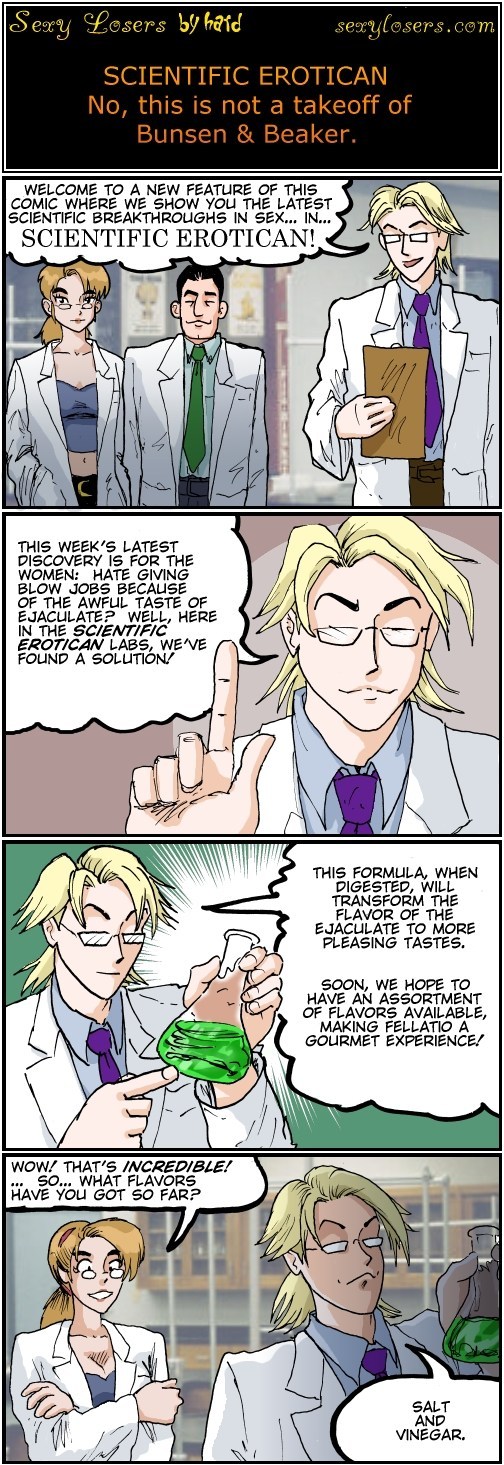 Sexy Losers by hard
sexylosers.com
SCIENTIFIC EROTICAN
No, this is not a takeoff of
Bunsen & Beaker.
WELCOME TO A NEW FEATURE OF THIS
COMIC WHERE WE SHOW YOU THE LATEST
SCIENTIFIC BREAKTHROUGHS IN SEX... IN...
SCIENTIFIC EROTICAN!
THIS WEEK'S LATEST
DISCOVERY IS FOR THE
WOMEN: HATE GIVING
BLOW JOBS BECAUSE
OF THE AWFUL TASTE OF
EJACULATE? WELL, HERE
IN THE SCIENTIFIC
EROTICAN LABS, WE'VE
FOUND A SOLUTION!
THIS FORMULA, WHEN
DIGESTED, WILL
TRANSFORM THE
FLAVOR OF THE
EJACULATE TO MORE
PLEASING TASTES.
SOON, WE HOPE TO
HAVE AN ASSORTMENT
OF FLAVORS AVAILABLE,
MAKING FELLATIO A
GOURMET EXPERIENCE!
WOW! THAT'S INCREDIBLE!
... SO... WHAT FLAVORS
HAVE YOU GOT SO FAR?
SALT
AND
VINEGAR.